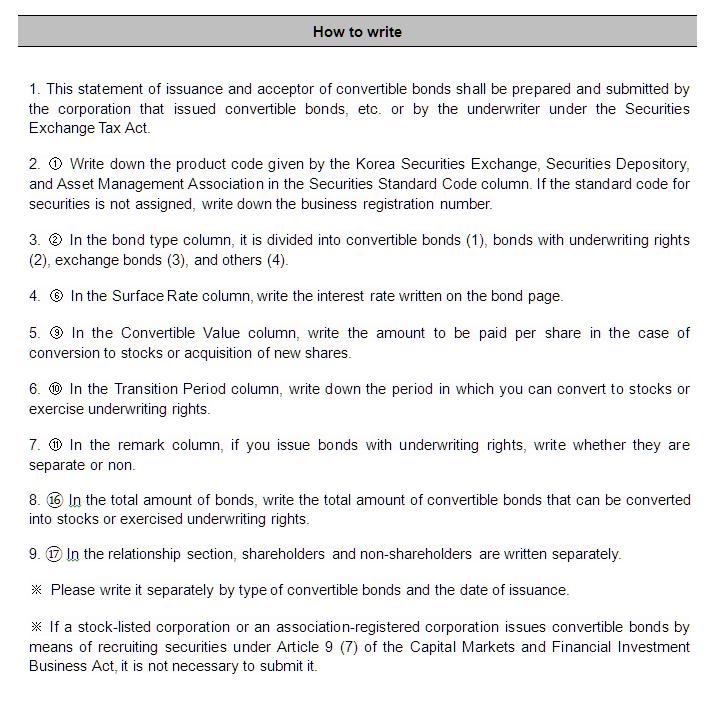 How to write
1. This statement of issuance and acceptor of convertible bonds shall be prepared and submitted by
the corporation that issued convertible bonds, etc. or by the underwriter under the Securities
Exchange Tax Act.
2. ① Write down the product code given by the Korea Securities Exchange, Securities Depository,
and Asset Management Association in the Securities Standard Code column. If the standard code for
securities is not assigned, write down the business registration number.
3. ② In the bond type column, it is divided into convertible bonds (1), bonds with underwriting rights
(2), exchange bonds (3), and others (4).
4. ⑥ In the Surface Rate column, write the interest rate written on the bond page.
5. ⑨ In the Convertible Value column, write the amount to be paid per share in the case of
conversion to stocks or acquisition of new shares.
6. ⑩ In the Transition Period column, write down the period in which you can convert to stocks or
exercise underwriting rights.
7. ⑪ In the remark column, if you issue bonds with underwriting rights, write whether they are
separate or non.
8. ⑯ In the total amount of bonds, write the total amount of convertible bonds that can be converted
into stocks or exercised underwriting rights.
9. ⑰ In the relationship section, shareholders and non-shareholders are written separately.
※ Please write it separately by type of convertible bonds and the date of issuance.
※ If a stock-listed corporation or an association-registered corporation issues convertible bonds by
means of recruiting securities under Article 9 (7) of the Capital Markets and Financial Investment
Business Act, it is not necessary to submit it.